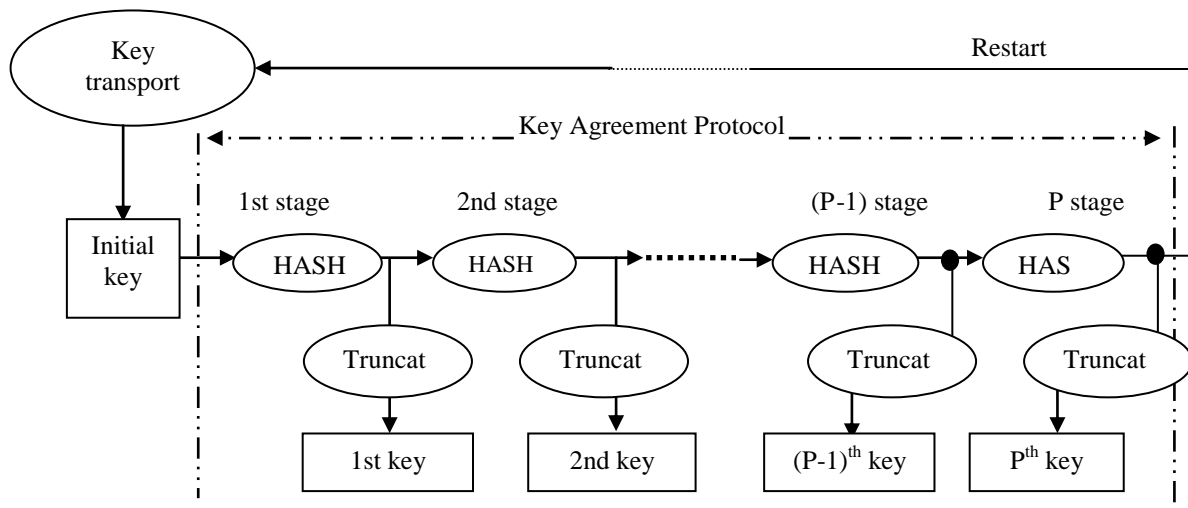 Key
transport
Restart
Key Agreement Protocol
1st stage
2nd stage
(P-1) stage
P stage
Initial
key
HASH
HASH
HASH
HAS
Truncat
Truncat
Truncat
Truncat
1st key
2nd key
(P-1)th key
Pth key